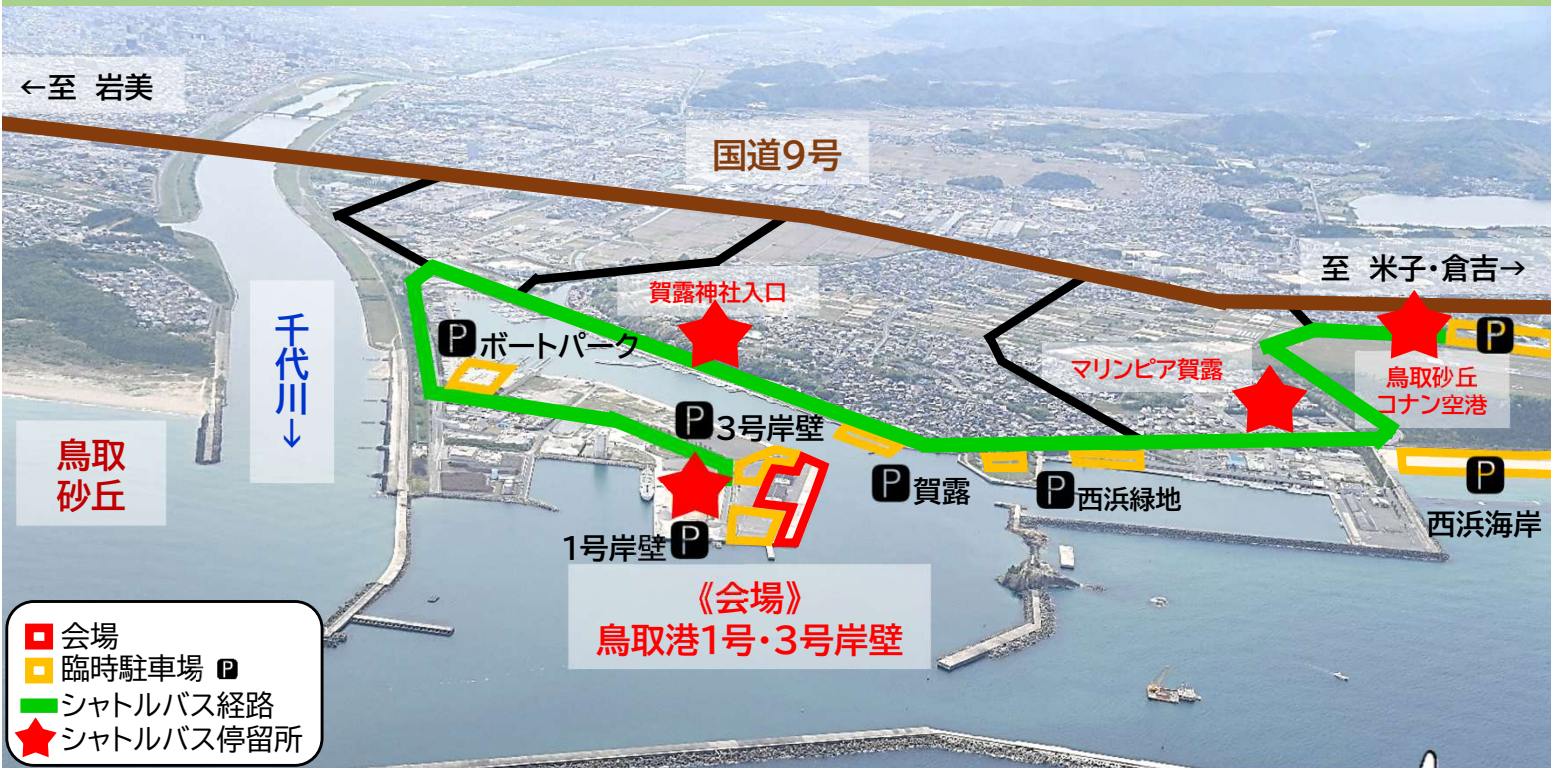 ←至 岩美
国道9号
至 米子・倉吉→
賀露神社入口
千代川↓
P ボートパーク
マリンピア賀露
P
鳥取砂丘
コナン空港
鳥取
砂丘
P 3号岸壁
P 賀露
P 西浜緑地
P
西浜海岸
1号岸壁 P
《会場》
鳥取港1号・3号岸壁
会場
臨時駐車場 P
シャトルバス経路
シャトルバス停留所